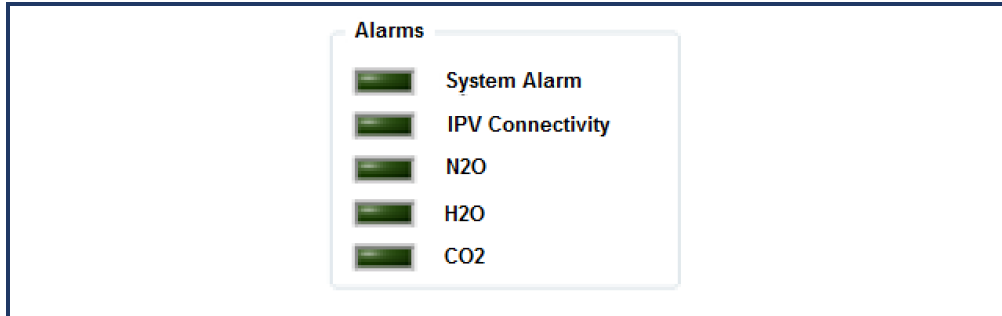 Alarms
System Alarm
IPV Connectivity
N2O
H2O
CO2